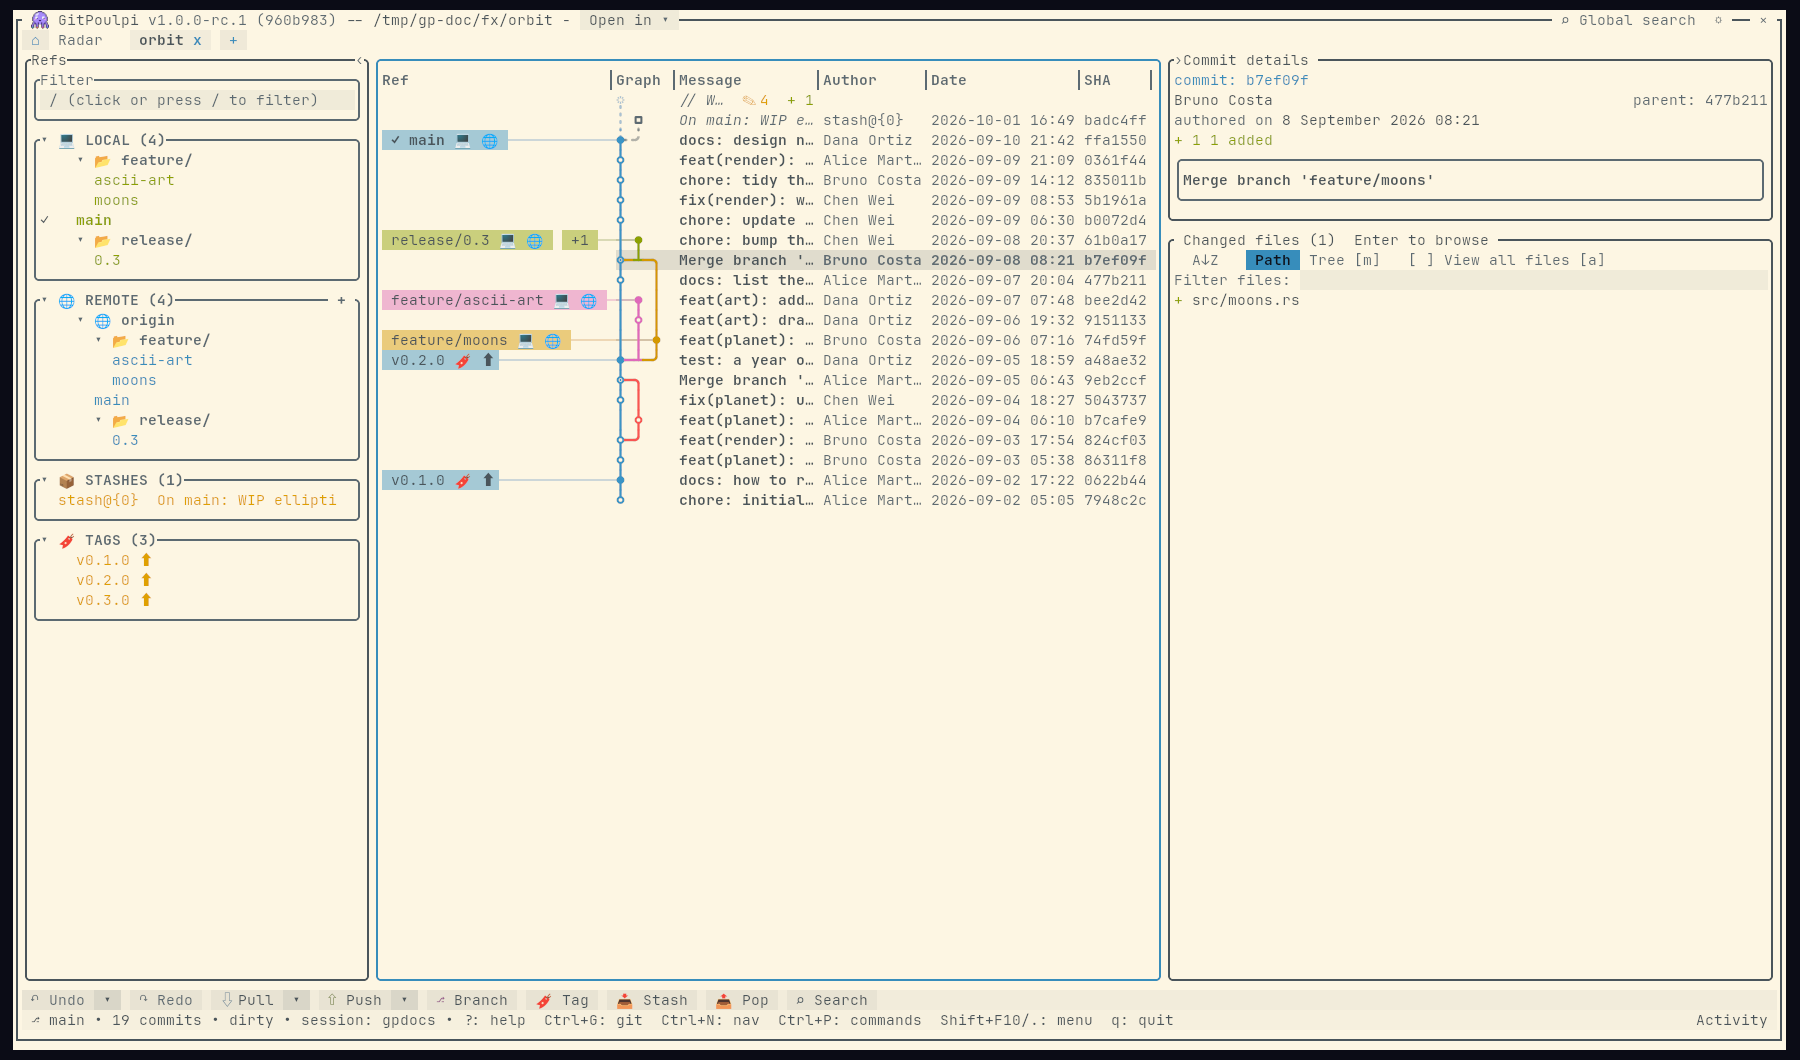 GitPoulpi v1.0.0-rc.1 (960b983) -- /tmp/gp-doc/fx/orbit - Open in ▾ ⌕ Global search ✕
⌂ Radar orbit x +
Refs
Filter
/ (click or press / to filter)
LOCAL (4)
feature/
ascii-art
moons
✓ main
release/
0.3
REMOTE (4) +
origin
feature/
ascii-art
moons
main
release/
0.3
STASHES (1)
stash@{0} On main: WIP ellipti
TAGS (3)
v0.1.0 ⬆
v0.2.0 ⬆
v0.3.0 ⬆
Ref Graph Message Author Date SHA
// W… 4 + 1
On main: WIP e… stash@{0} 2026-10-01 16:49 badc4ff
✓ main docs: design n… Dana Ortiz 2026-09-10 21:42 ffa1550
feat(render): … Alice Mart… 2026-09-09 21:09 0361f44
chore: tidy th… Bruno Costa 2026-09-09 14:12 835011b
fix(render): w… Chen Wei 2026-09-09 08:53 5b1961a
chore: update … Chen Wei 2026-09-09 06:30 b0072d4
release/0.3 +1 chore: bump th… Chen Wei 2026-09-08 20:37 61b0a17
Merge branch '… Bruno Costa 2026-09-08 08:21 b7ef09f
docs: list the… Alice Mart… 2026-09-07 20:04 477b211
feature/ascii-art feat(art): add… Dana Ortiz 2026-09-07 07:48 bee2d42
feat(art): dra… Dana Ortiz 2026-09-06 19:32 9151133
feature/moons feat(planet): … Bruno Costa 2026-09-06 07:16 74fd59f
v0.2.0 ⬆ test: a year o… Dana Ortiz 2026-09-05 18:59 a48ae32
Merge branch '… Alice Mart… 2026-09-05 06:43 9eb2ccf
fix(planet): u… Chen Wei 2026-09-04 18:27 5043737
feat(planet): … Alice Mart… 2026-09-04 06:10 b7cafe9
feat(render): … Bruno Costa 2026-09-03 17:54 824cf03
feat(planet): … Bruno Costa 2026-09-03 05:38 86311f8
v0.1.0 ⬆ docs: how to r… Alice Mart… 2026-09-02 17:22 0622b44
chore: initial… Alice Mart… 2026-09-02 05:05 7948c2c
Commit details
commit: b7ef09f
Bruno Costa parent: 477b211
authored on 8 September 2026 08:21
+ 1 1 added
Merge branch 'feature/moons'
Changed files (1) Enter to browse
A↓Z Path Tree [m] [ ] View all files [a]
Filter files:
+ src/moons.rs
↶ Undo ▾ ↷ Redo ⇩Pull ▾ ⇧ Push ▾ Branch Tag Stash Pop ⌕ Search
main • 19 commits • dirty • session: gpdocs • ?: help Ctrl+G: git Ctrl+N: nav Ctrl+P: commands Shift+F10/.: menu q: quit Activity